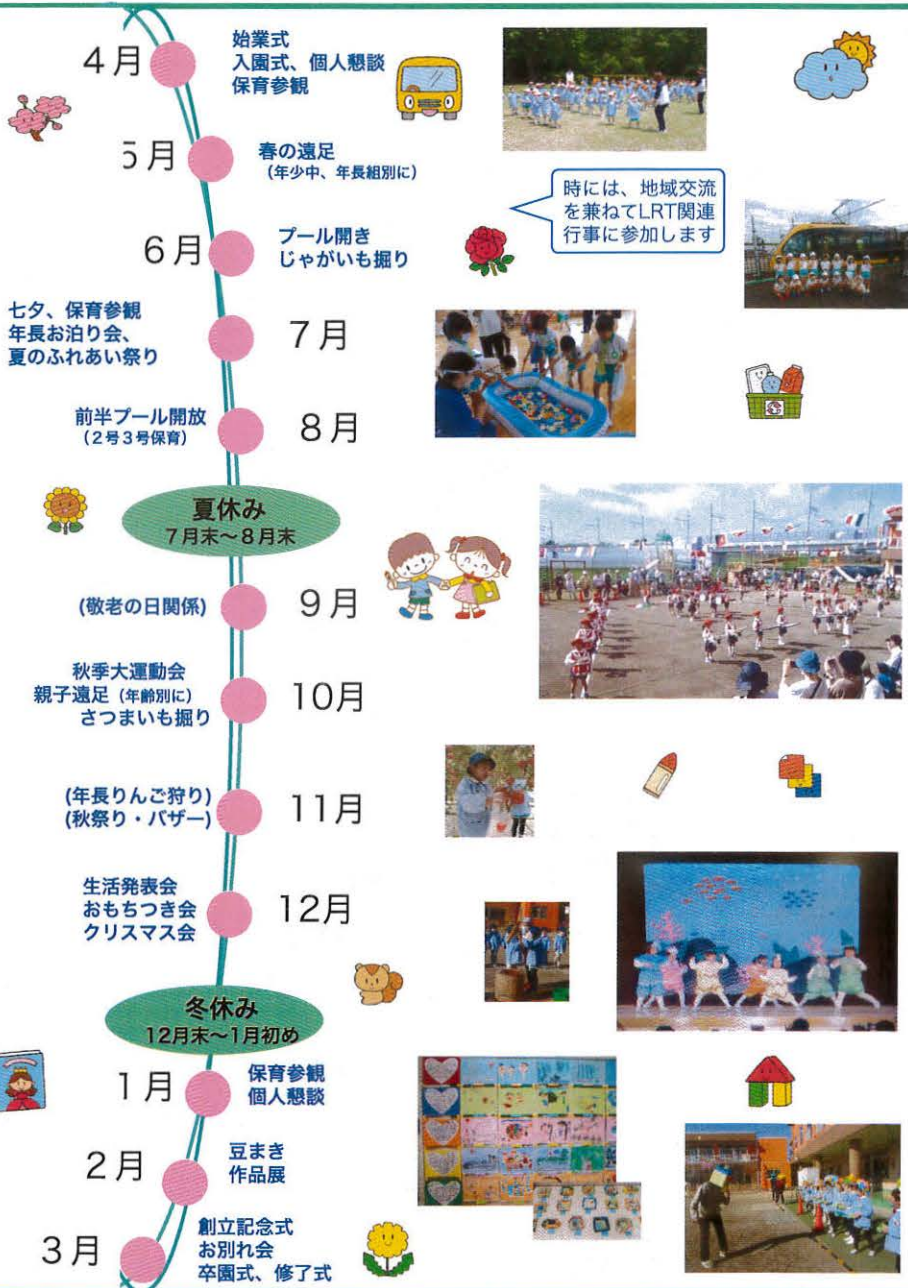 4月
始業式
入園式、個人懇談
保育参観
5月
春の遠足
(年少中、年長組別に)
時には、地域交流
を兼ねてLRT関連
行事に参加します
6月
プール開き
じゃがいも掘り
七夕、保育参観
年長お泊り会、
夏のふれあい祭り
7月
前半プール開放
(2号3号保育)
8月
夏休み
7月末～8月末
(敬老の日関係)
9月
秋季大運動会
親子遠足 (年齢別に)
さつまいも掘り
10月
(年長りんご狩り)
(秋祭り・バザー)
11月
生活発表会
おもちつき会
クリスマス会
12月
冬休み
12月末～1月初め
1月
保育参観
個人懇談
2月
豆まき
作品展
3月
創立記念式
お別れ会
卒園式、修了式